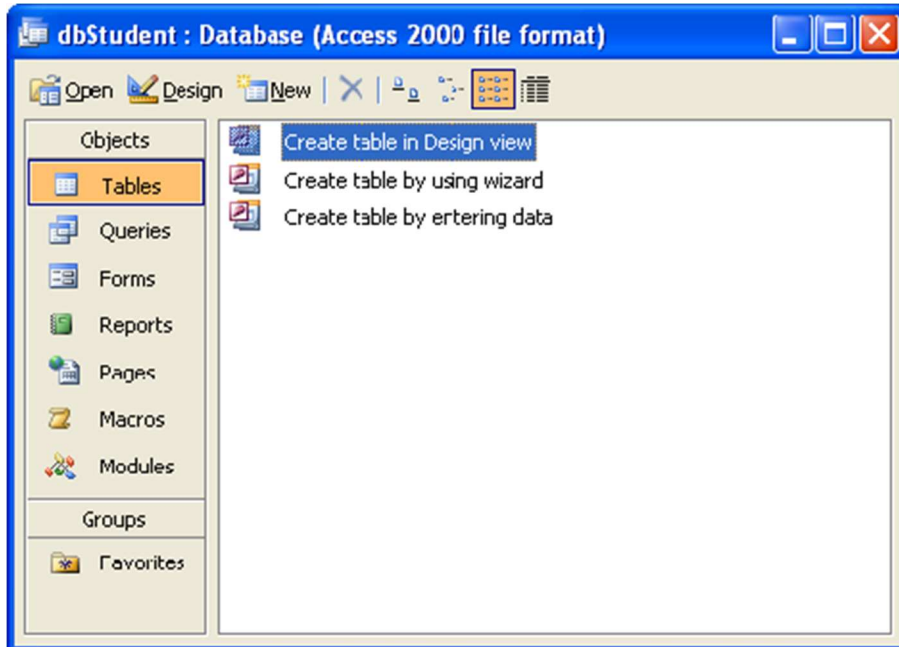 dbStudent : Database (Access 2000 file format)
Open Design New
Objects
Tables
Queries
Forms
Reports
Pages
Macros
Modules
Groups
Favorites
Create table in Design view
Create table by using wizard
Create table by entering data